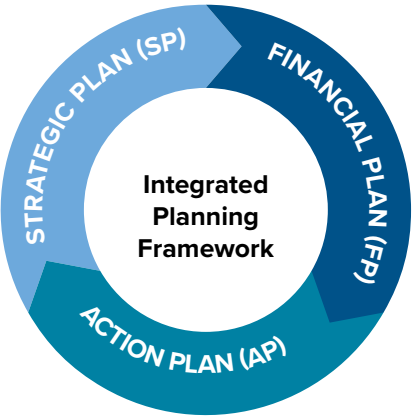 STRATEGIC PLAN (SP)
FINANCIAL PLAN (FP)
Integrated
Planning
Framework
ACTION PLAN (AP)